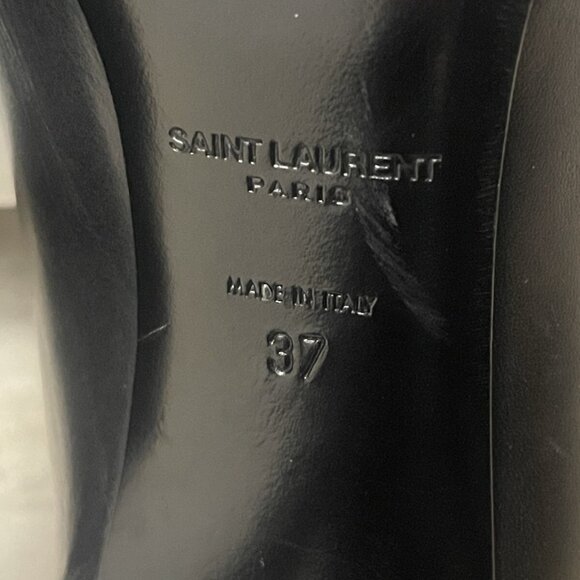 SAINT LAURENT
PARIS
MADE IN ITALY
37